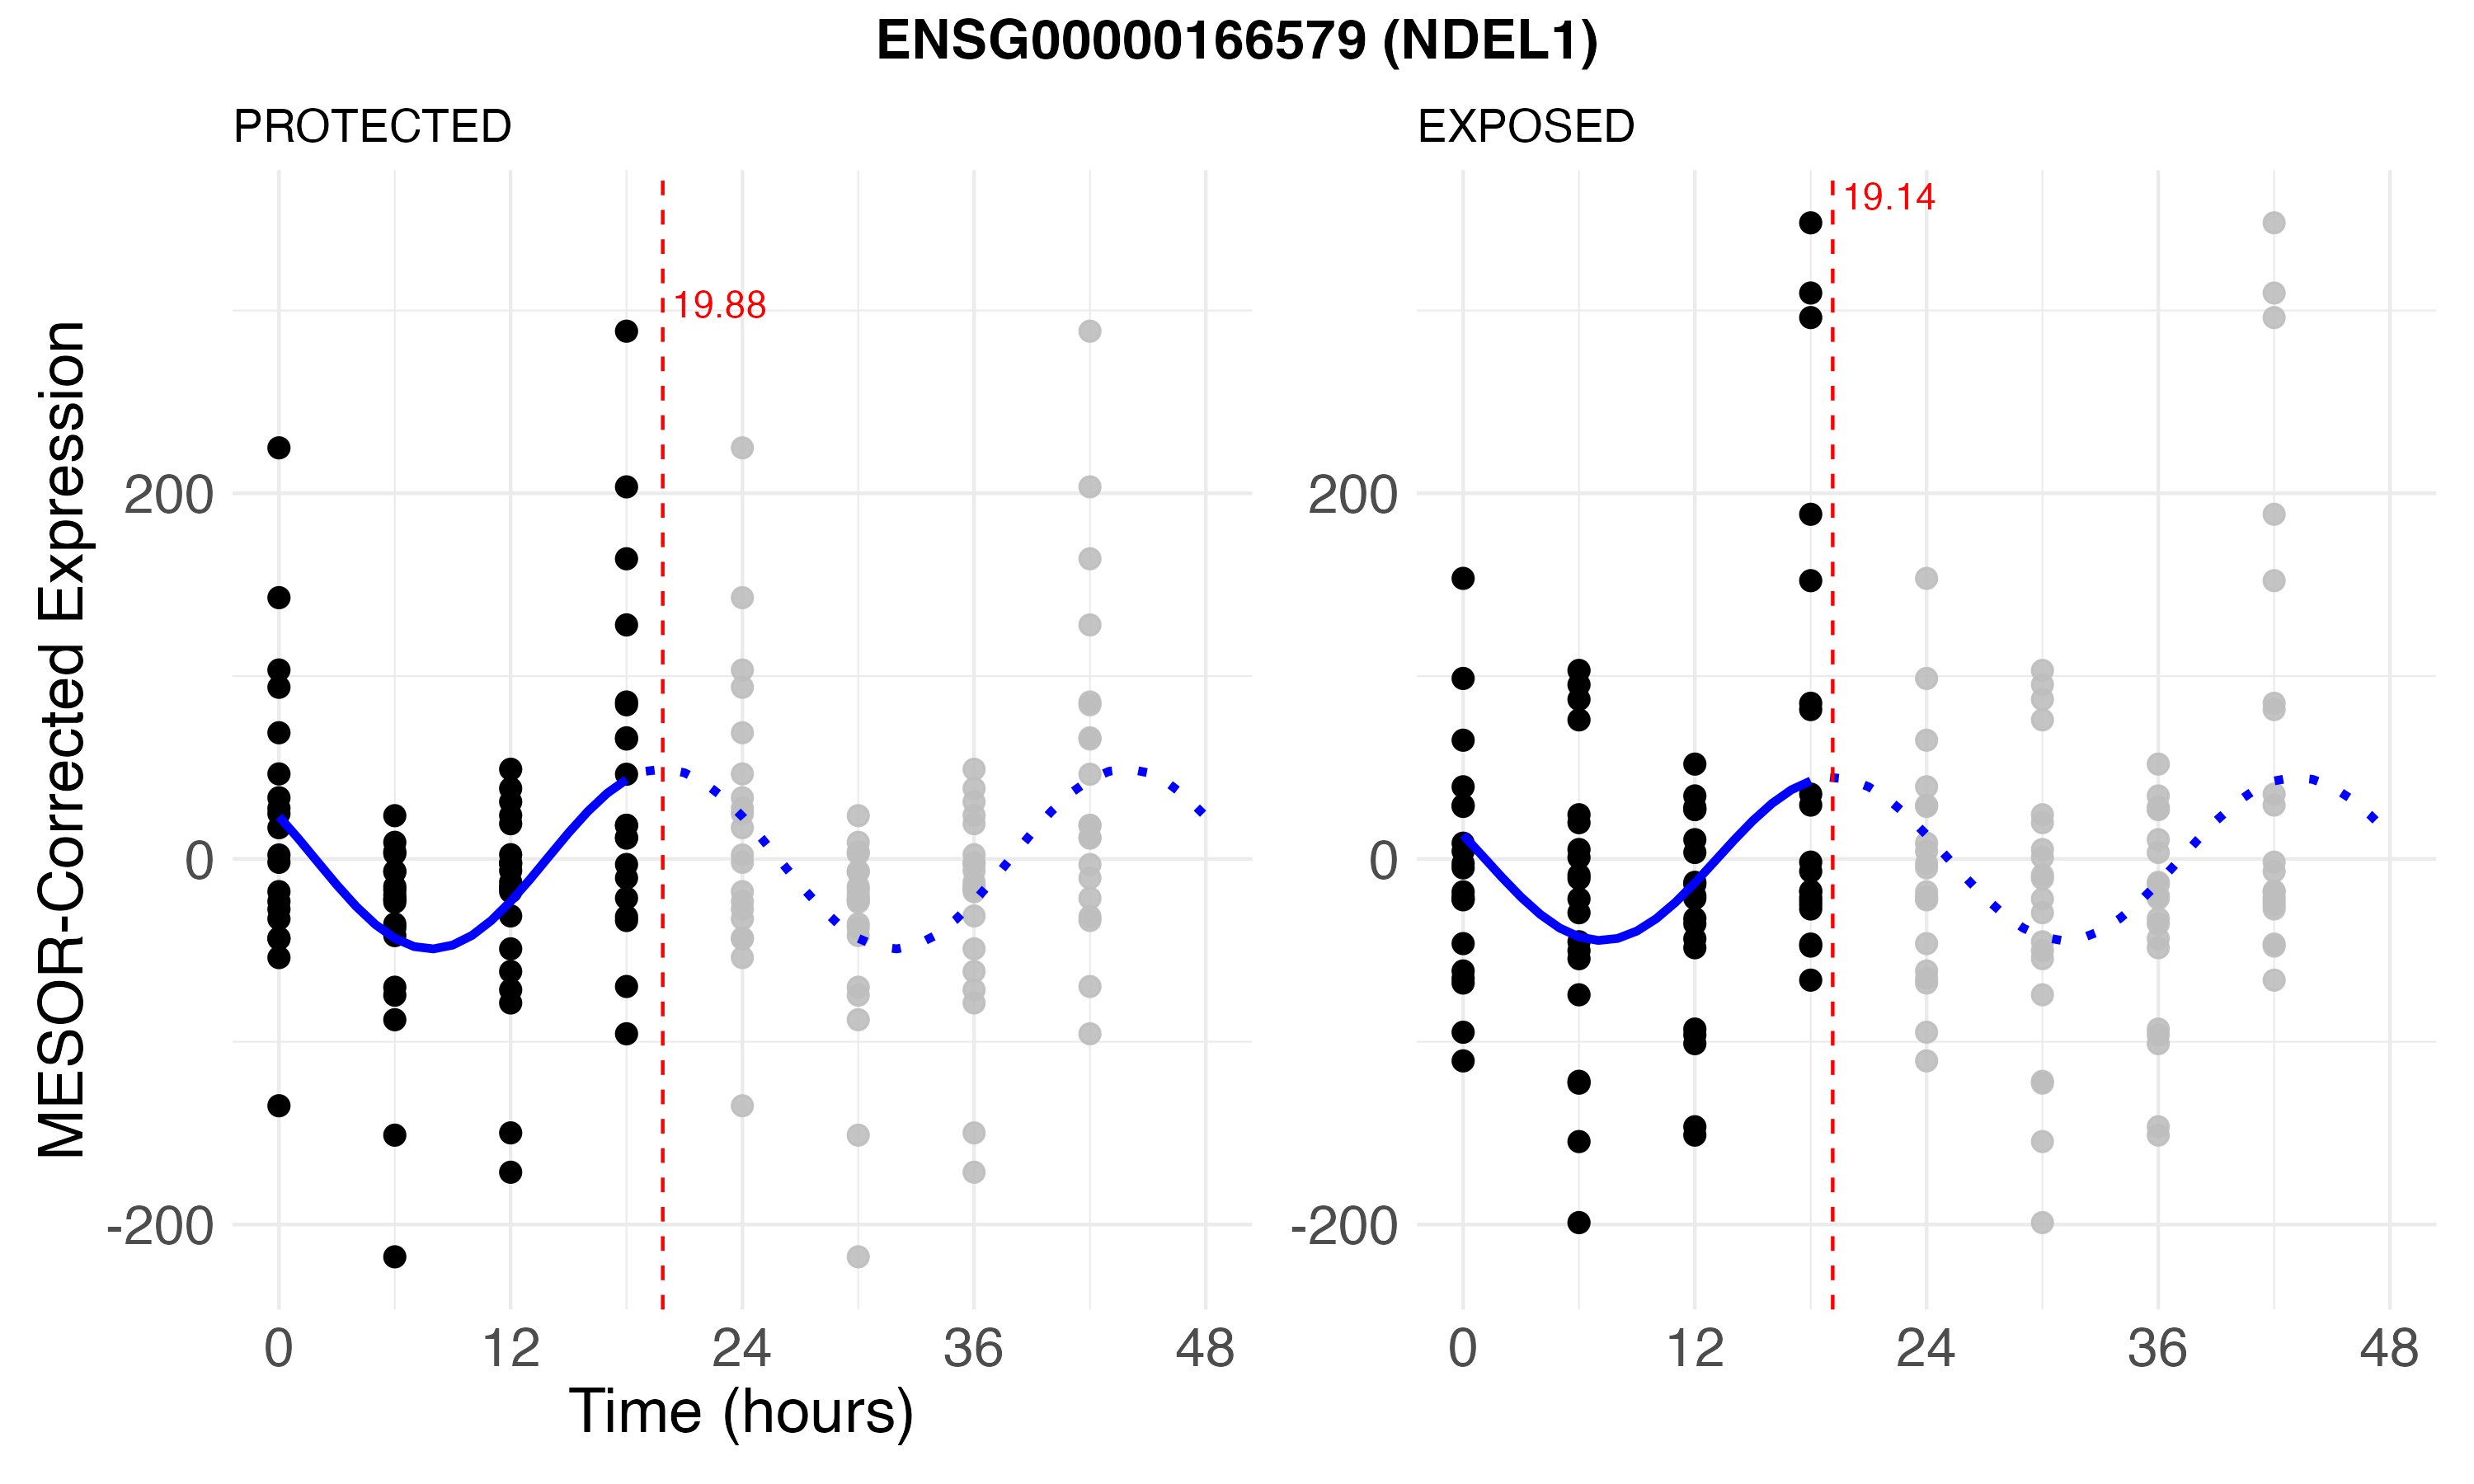 ENSG00000166579 (NDEL1)
PROTECTED
EXPOSED
MESOR-Corrected Expression
200
0
-200
19.88
0 12 24 36 48
Time (hours)
200
0
-200
19.14
0 12 24 36 48